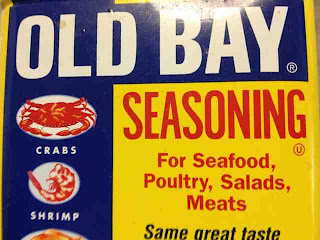 OLD BAY®
SEASONING
Ⓤ
CRABS
For Seafood,
Poultry, Salads,
Meats
SHRIMP
Same great taste